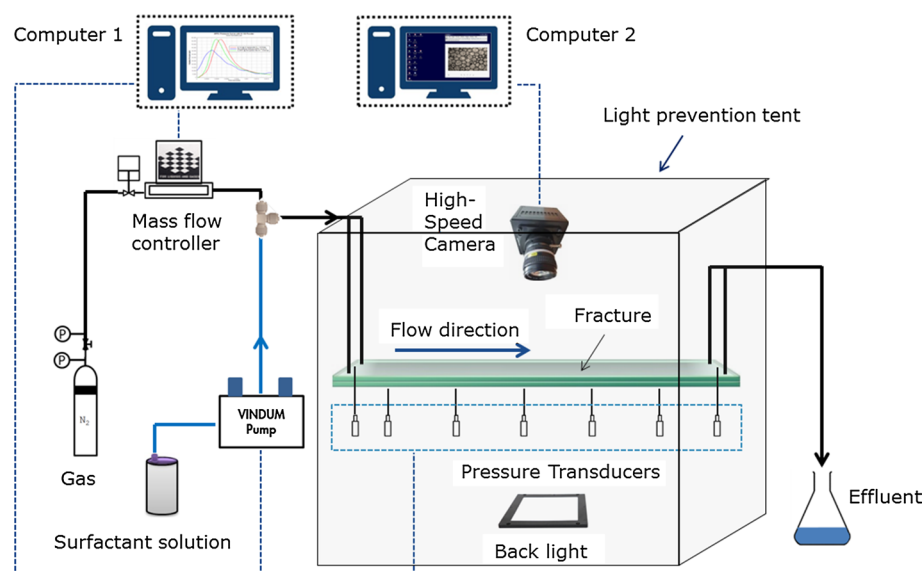 Computer 1
Computer 2
Light prevention tent
High-
Speed
Camera
Mass flow
controller
Flow direction
Fracture
P
P
N₂
VINDUM
Pump
Gas
Surfactant solution
Pressure Transducers
Back light
Effluent